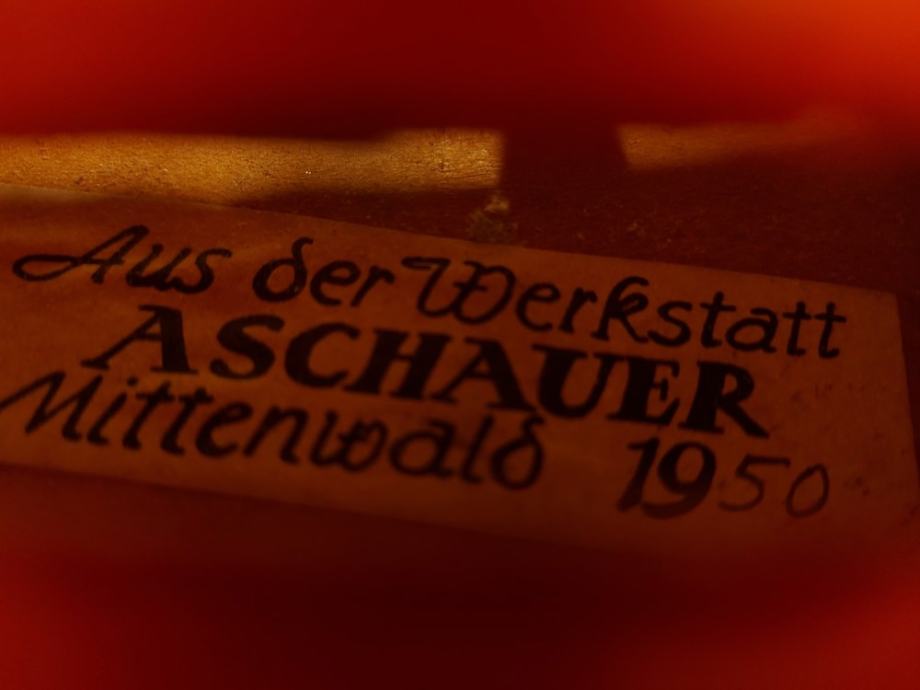 Aus der Werkstatt
ASCHAUER
Mittenwald 1950